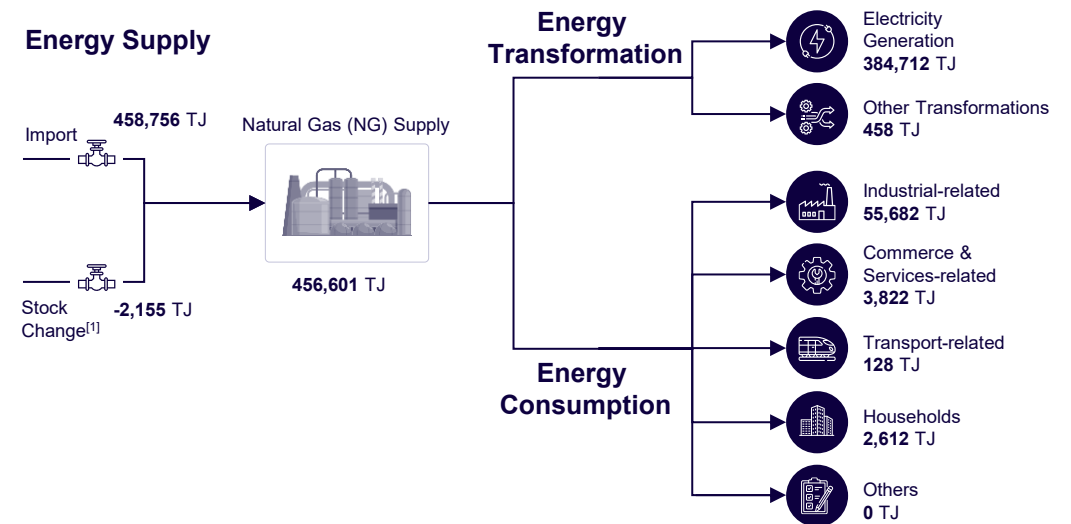 Energy Supply
Import
458,756 TJ
Stock
Change[1]
-2,155 TJ
Natural Gas (NG) Supply
456,601 TJ
Energy
Transformation
Electricity
Generation
384,712 TJ
Other Transformations
458 TJ
Energy
Consumption
Industrial-related
55,682 TJ
Commerce &
Services-related
3,822 TJ
Transport-related
128 TJ
Households
2,612 TJ
Others
0 TJ